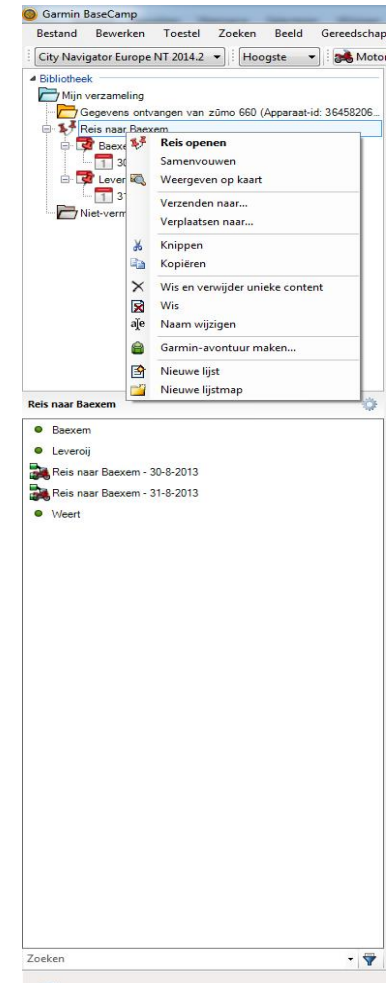 Garmin BaseCamp
Bestand Bewerken Toestel Zoeken Beeld Gereedschap
City Navigator Europe NT 2014.2 Hoogste Motor
Bibliotheek
Mijn verzameling
Gegevens ontvangen van zūmo 660 (Apparaat-id: 36458206...
Reis naar Baexem
Baexe
30
Lever
31
Niet-verm
Reis openen
Samenvouwen
Weergeven op kaart
Verzenden naar...
Verplaatsen naar...
Knippen
Kopiëren
Wis en verwijder unieke content
Wis
Naam wijzigen
Garmin-avontuur maken...
Nieuwe lijst
Nieuwe lijstmap
Reis naar Baexem
Baexem
Leveroij
Reis naar Baexem - 30-8-2013
Reis naar Baexem - 31-8-2013
Weert
Zoeken